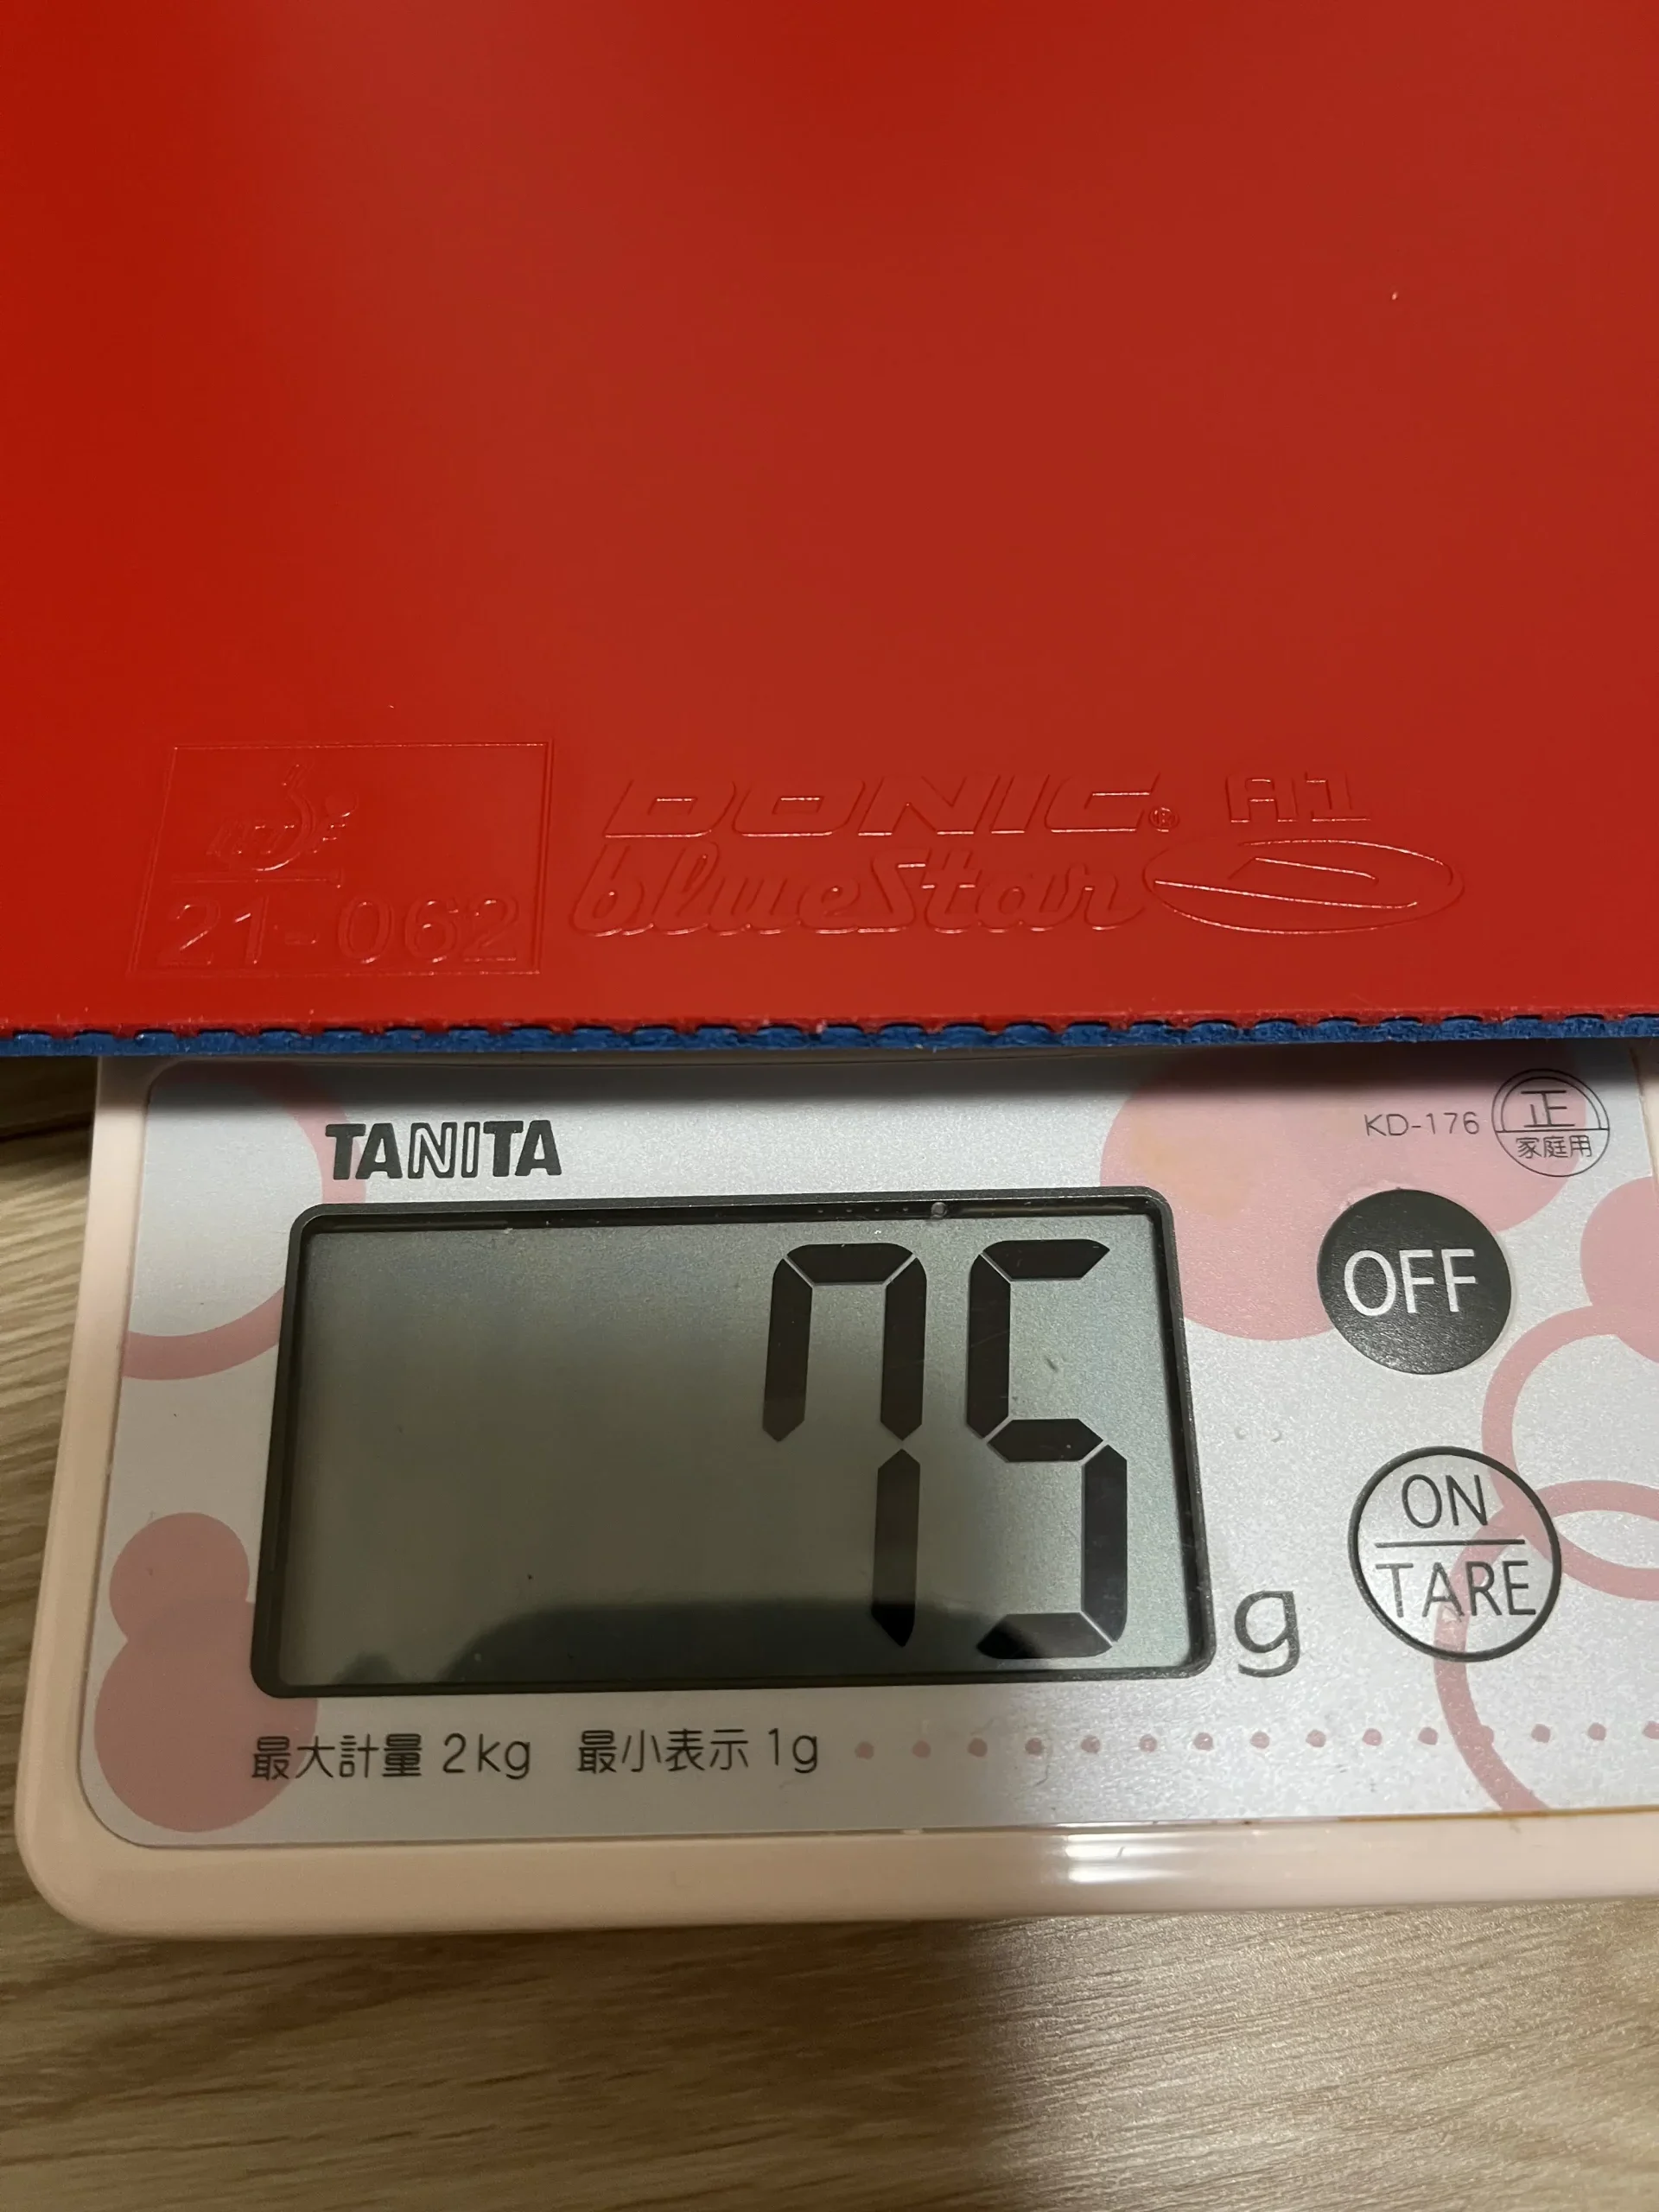 DONIC® A1
ITTF
21-062
blueStar
TANITA
KD-176
正
家庭用
75
g
OFF
ON
TARE
最大計量 2kg 最小表示 1g